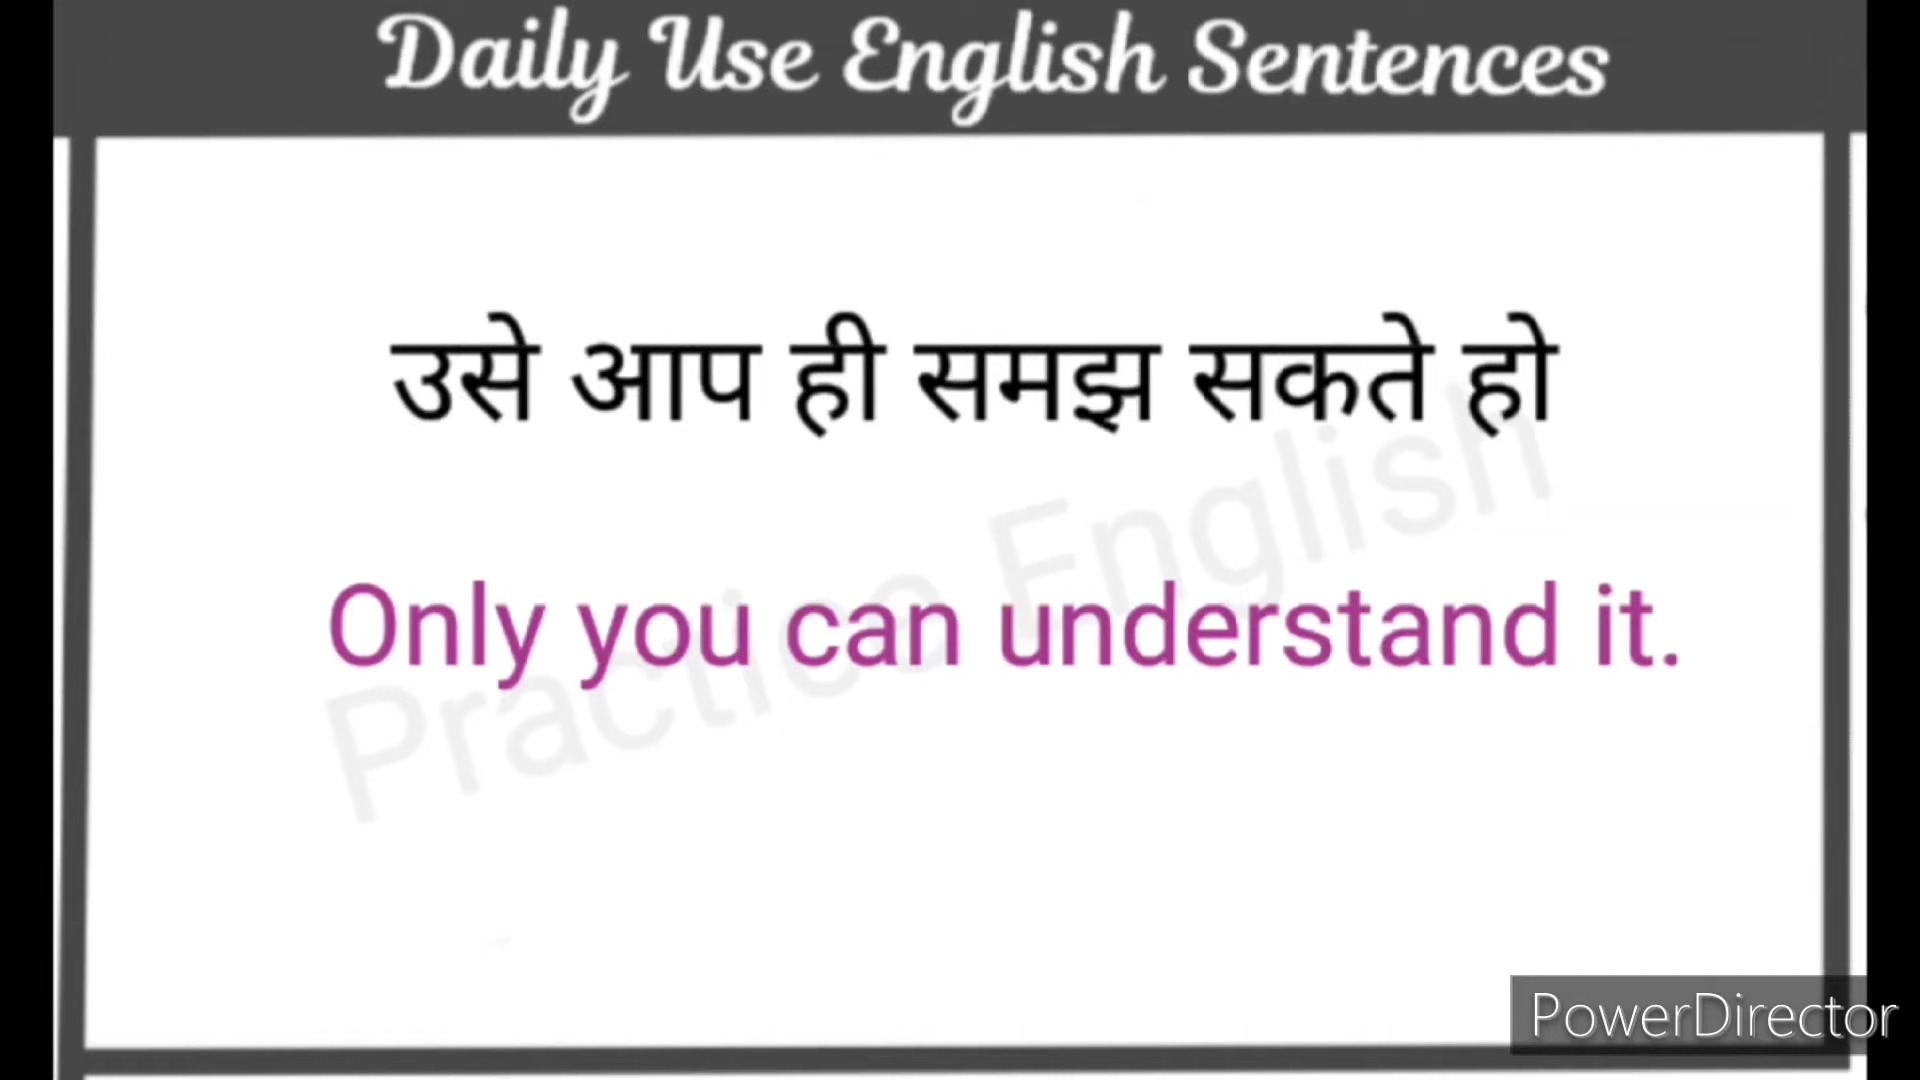 Daily Use English Sentences
उसे आप ही समझ सकते हो
Only you can understand it.
Practice English
PowerDirector